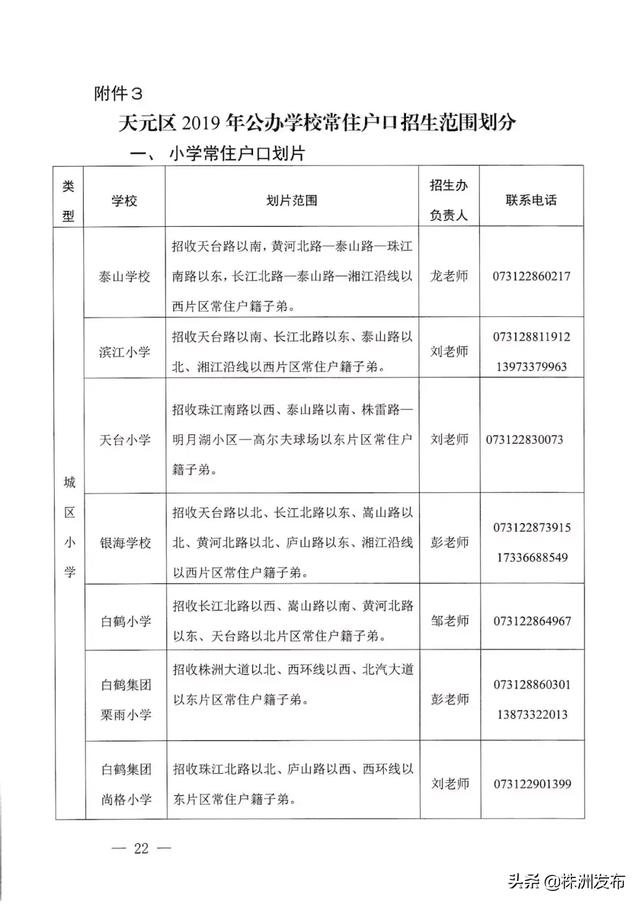 附件3
天元区 2019 年公办学校常住户口招生范围划分
一、小学常住户口划片
类型
学校
划片范围
招生办
负责人
联系电话
城区小学
泰山学校
招收天台路以南,黄河北路—泰山路—珠江
南路以东,长江北路—泰山路—湘江沿线以
西片区常住户籍子弟。
龙老师
073122860217
滨江小学
招收天台路以南、长江北路以东、泰山路以
北、湘江沿线以西片区常住户籍子弟。
刘老师
073128811912
13973379963
天台小学
招收珠江南路以西、泰山路以南、株雷路—
明月湖小区—高尔夫球场以东片区常住户
籍子弟。
刘老师
073122830073
银海学校
招收天台路以北、长江北路以东、嵩山路以
北、黄河北路以北、庐山路以东、湘江沿线
以西片区常住户籍子弟。
彭老师
073122873915
17336688549
白鹤小学
招收长江北路以西、嵩山路以南、黄河北路
以东、天台路以北片区常住户籍子弟。
邹老师
073122864967
白鹤集团
栗雨小学
招收株洲大道以北、西环线以西、北汽大道
以东片区常住户籍子弟。
彭老师
073128860301
13873322013
白鹤集团
尚格小学
招收珠江北路以北、庐山路以西、西环线以
东片区常住户籍子弟。
刘老师
073122901399
— 22 —
头条 @株洲发布